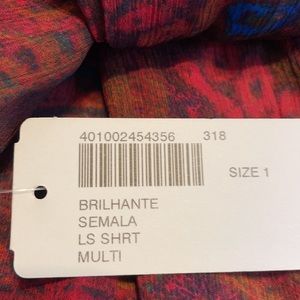 401002454356 318
SIZE 1
BRILHANTE
SEMALA
LS SHRT
MULTI